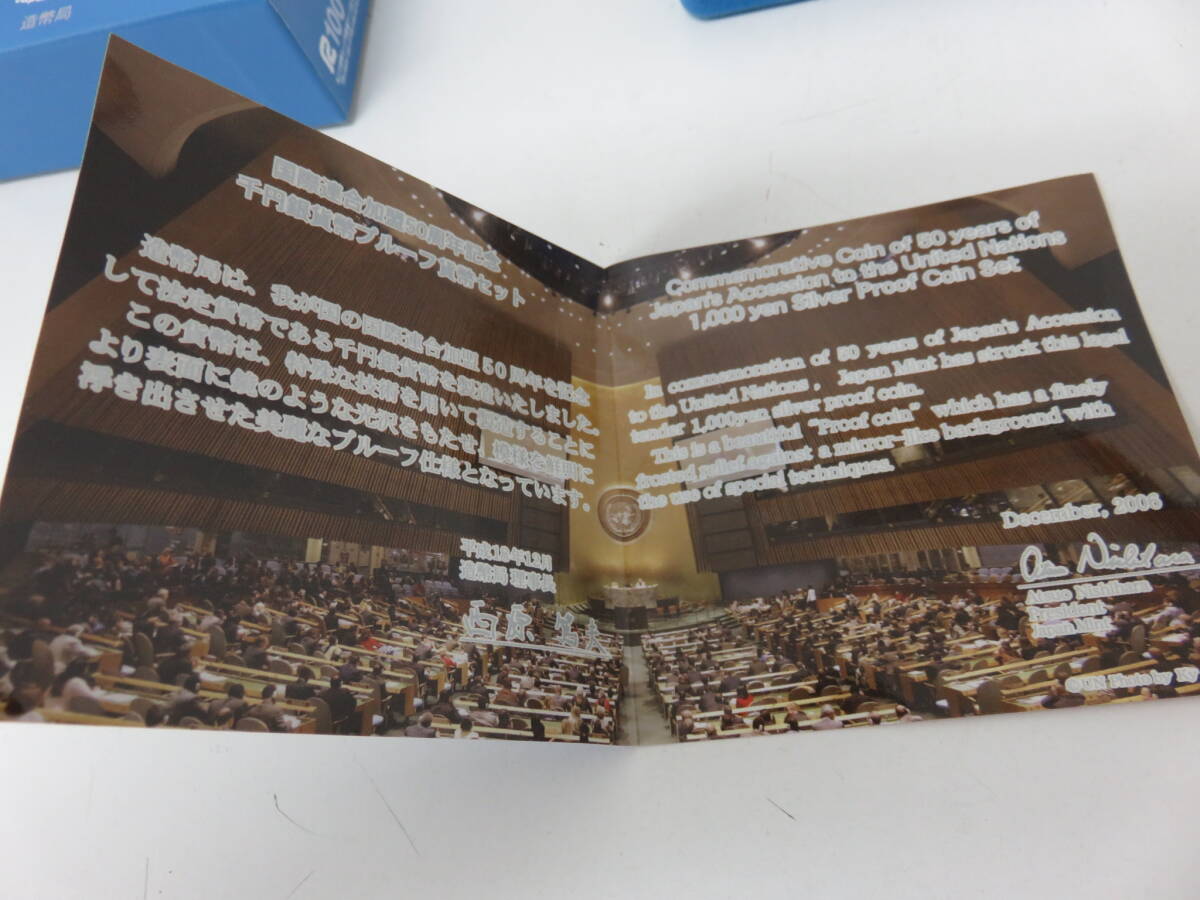 造幣局
R100
国際連合加盟50周年記念
千円銀貨幣プルーフ貨幣セット
造幣局は、我が国の国際連合加盟50周年を記念
して法定貨幣である千円銀貨幣を製造いたしました。
この貨幣は、特殊な技術を用いて製造することに
より表面に鏡のような光沢をもたせ、模様を鮮明に
浮き出させた美麗なプルーフ仕様となっています。
平成18年12月
造幣局 理事長
Commemorative Coin of 50 years of
Japan's Accession to the United Nations
1,000 yen Silver Proof Coin Set
In commemoration of 50 years of Japan's Accession
to the United Nations, Japan Mint has struck this legal
tender 1,000yen silver proof coin.
This is a beautiful "Proof coin" which has a finely
frosted relief against a mirror-like background with
the use of special techniques.
December, 2006
President
Japan Mint
©UN Photo by Ky